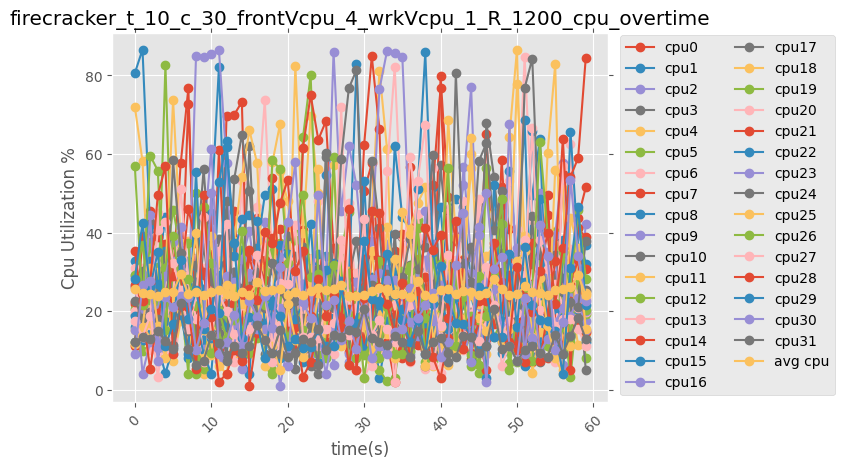 firecracker_t_10_c_30_frontVcpu_4_wrkVcpu_1_R_1200_cpu_overtime
Cpu Utilization %
80
60
40
20
0
0 10 20 30 40 50 60
time(s)
cpu0
cpu1
cpu2
cpu3
cpu4
cpu5
cpu6
cpu7
cpu8
cpu9
cpu10
cpu11
cpu12
cpu13
cpu14
cpu15
cpu16
cpu17
cpu18
cpu19
cpu20
cpu21
cpu22
cpu23
cpu24
cpu25
cpu26
cpu27
cpu28
cpu29
cpu30
cpu31
avg cpu